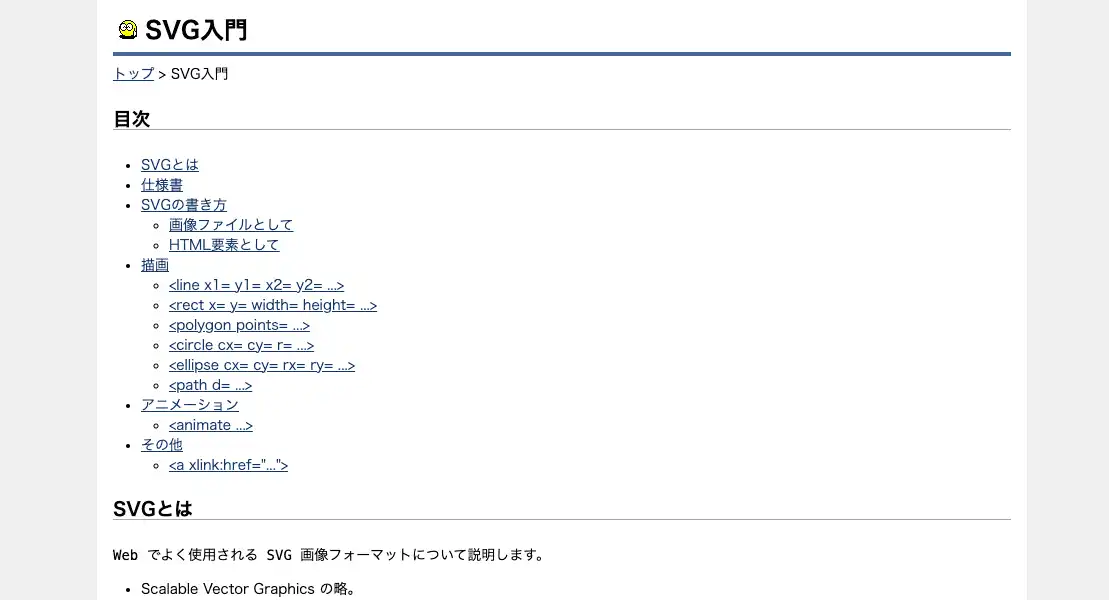 SVG入門
トップ > SVG入門
目次
SVGとは
仕様書
SVGの書き方
画像ファイルとして
HTML要素として
描画
<line x1= y1= x2= y2= ...>
<rect x= y= width= height= ...>
<polygon points= ...>
<circle cx= cy= r= ...>
<ellipse cx= cy= rx= ry= ...>
<path d= ...>
アニメーション
<animate ...>
その他
<a xlink:href="...">
SVGとは
Web でよく使用される SVG 画像フォーマットについて説明します。
Scalable Vector Graphics の略。